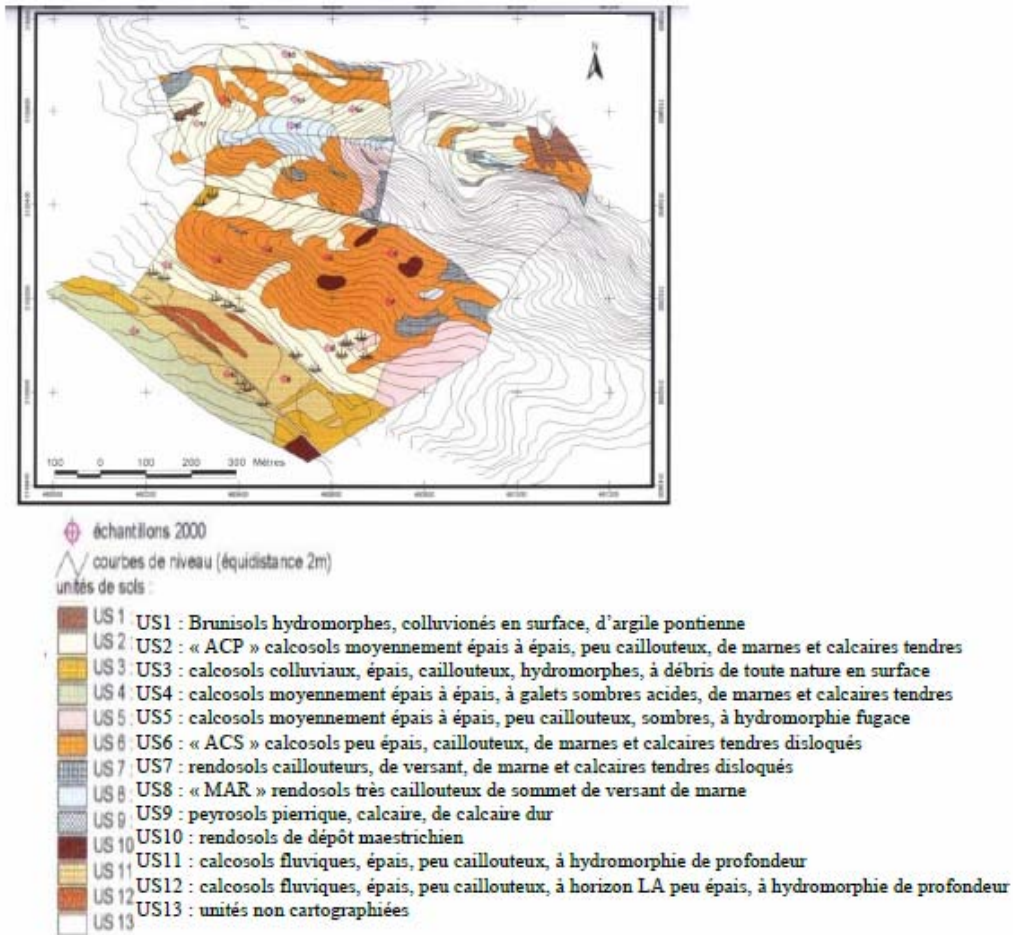 N
100 0 100 200 300 Mètres
échantillons 2000
courbes de niveau (équidistance 2m)
unités de sols :
US 1 US1 : Brunisols hydromorphes, colluvionés en surface, d’argile pontienne
US 2 US2 : « ACP » calcosols moyennement épais à épais, peu caillouteux, de marnes et calcaires tendres
US 3 US3 : calcosols colluviaux, épais, caillouteux, hydromorphes, à débris de toute nature en surface
US 4 US4 : calcosols moyennement épais à épais, à galets sombres acides, de marnes et calcaires tendres
US 5 US5 : calcosols moyennement épais à épais, peu caillouteux, sombres, à hydromorphie fugace
US 6 US6 : « ACS » calcosols peu épais, caillouteux, de marnes et calcaires tendres disloqués
US 7 US7 : rendosols caillouteurs, de versant, de marne et calcaires tendres disloqués
US 8 US8 : « MAR » rendosols très caillouteux de sommet de versant de marne
US 9 US9 : peyrosols pierrique, calcaire, de calcaire dur
US 10 US10 : rendosols de dépôt maestrichien
US 11 US11 : calcosols fluviques, épais, peu caillouteux, à hydromorphie de profondeur
US 12 US12 : calcosols fluviques, épais, peu caillouteux, à horizon LA peu épais, à hydromorphie de profondeur
US 13 US13 : unités non cartographiées